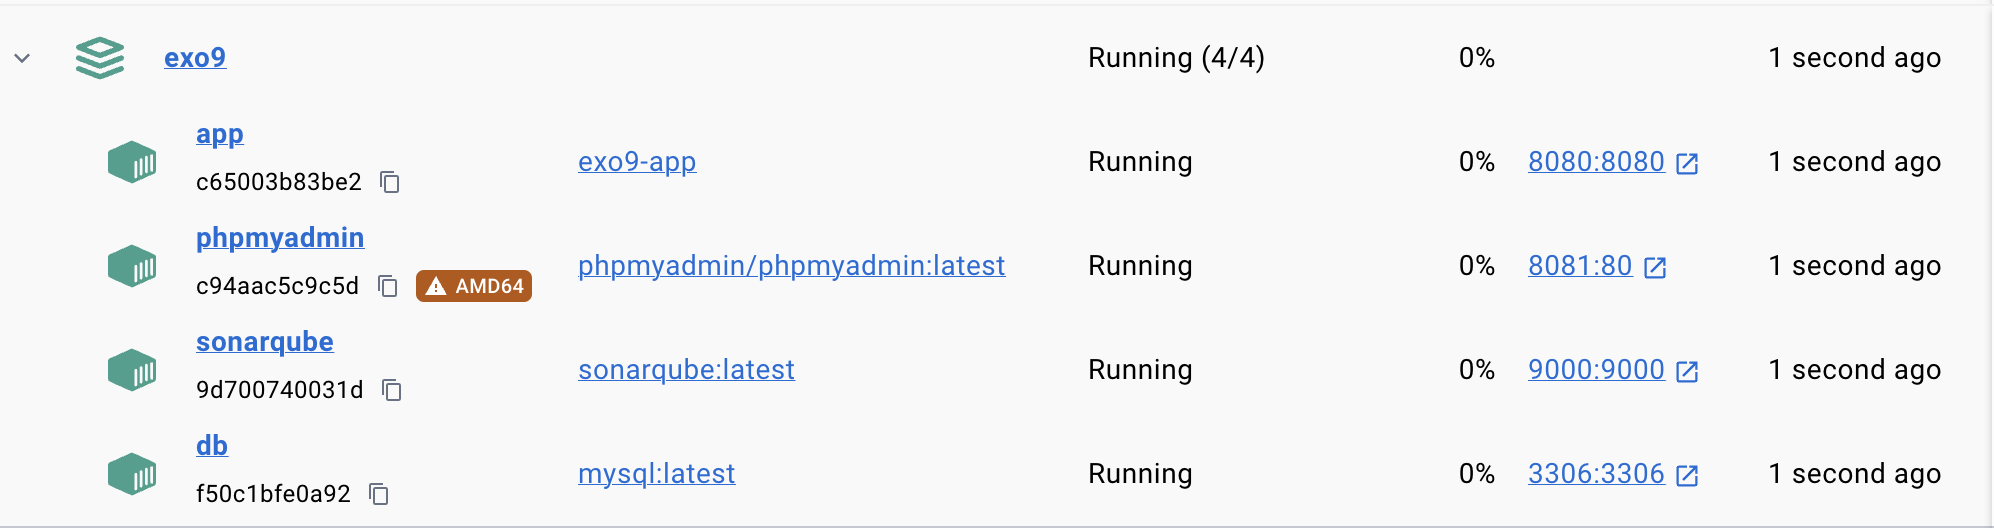 exo9 Running (4/4) 0% 1 second ago
app
c65003b83be2 exo9-app Running 0% 8080:8080 1 second ago
phpmyadmin
c94aac5c9c5d AMD64 phpmyadmin/phpmyadmin:latest Running 0% 8081:80 1 second ago
sonarqube
9d700740031d sonarqube:latest Running 0% 9000:9000 1 second ago
db
f50c1bfe0a92 mysql:latest Running 0% 3306:3306 1 second ago